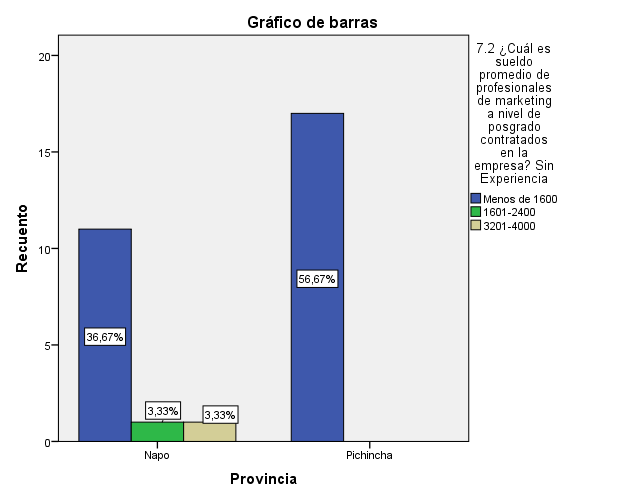 Gráfico de barras
20
15
10
5
0
Recuento
36,67%
3,33%
3,33%
56,67%
Napo
Pichincha
Provincia
7.2 ¿Cuál es
sueldo
promedio de
profesionales
de marketing
a nivel de
posgrado
contratados
en la
empresa? Sin
Experiencia
Menos de 1600
1601-2400
3201-4000